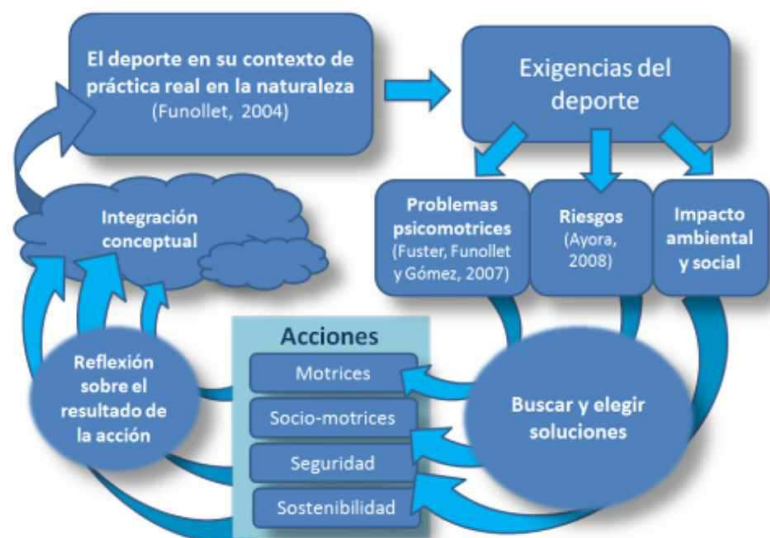 El deporte en su contexto de
práctica real en la naturaleza
(Funollet, 2004)
Exigencias del
deporte
Problemas
psicomotrices
(Fuster, Funollet
y Gómez, 2007)
Riesgos
(Ayora,
2008)
Impacto
ambiental
y social
Integración
conceptual
Acciones
Motrices
Socio-motrices
Seguridad
Sostenibilidad
Buscar y elegir
soluciones
Reflexión
sobre el
resultado de
la acción